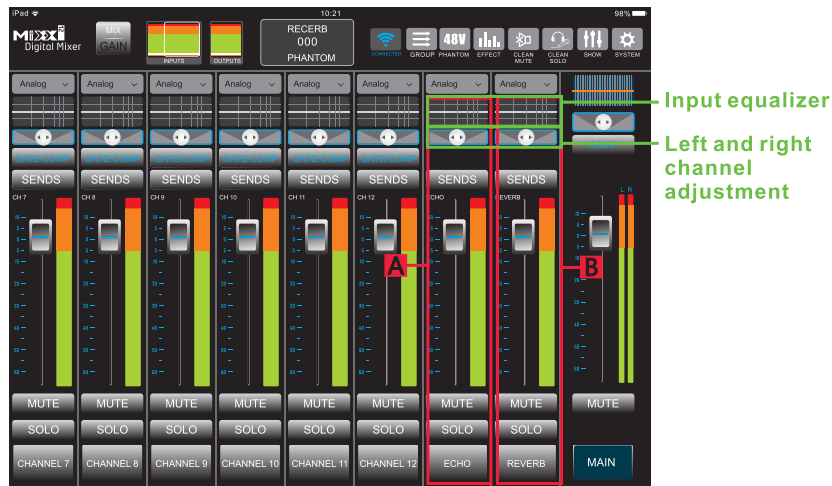 iPad
10:21
98%
Mixxi
Digital Mixer
MIX
GAIN
INPUTS
OUTPUTS
RECERB
000
PHANTOM
CONNECTED
GROUP
48V
PHANTOM
EFFECT
CLEAN
MUTE
CLEAN
SOLO
SHOW
SYSTEM
Analog Analog Analog Analog Analog Analog Analog Analog
Input equalizer
Left and right
channel
adjustment
GATE+COMP GATE+COMP GATE+COMP GATE+COMP GATE+COMP GATE+COMP
SENDS SENDS SENDS SENDS SENDS SENDS SENDS SENDS
CH 7 CH 8 CH 9 CH 10 CH 11 CH 12 ECHO REVERB L R
A B
MUTE MUTE MUTE MUTE MUTE MUTE MUTE MUTE MUTE
SOLO SOLO SOLO SOLO SOLO SOLO SOLO SOLO
CHANNEL 7 CHANNEL 8 CHANNEL 9 CHANNEL 10 CHANNEL 11 CHANNEL 12 ECHO REVERB MAIN